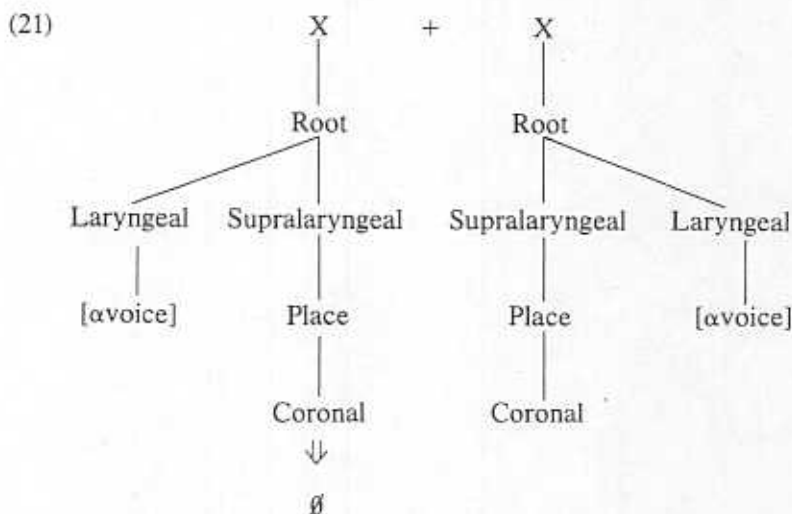 (21) X + X
Root Root
Laryngeal Supralaryngeal Supralaryngeal Laryngeal
[αvoice] Place Place [αvoice]
Coronal Coronal
⇓
Ø